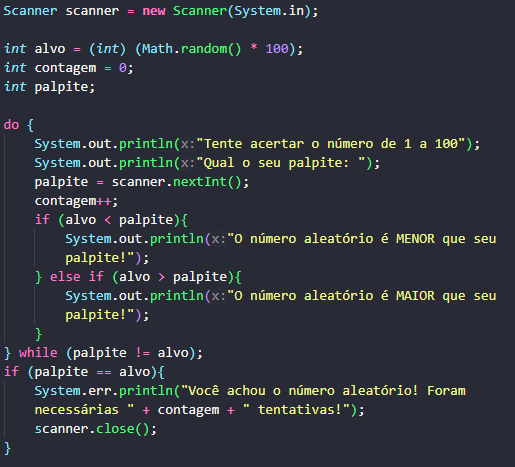 Scanner scanner = new Scanner(System.in);
int alvo = (int) (Math.random() * 100);
int contagem = 0;
int palpite;
do {
System.out.println(x:"Tente acertar o número de 1 a 100");
System.out.println(x:"Qual o seu palpite: ");
palpite = scanner.nextInt();
contagem++;
if (alvo < palpite){
System.out.println(x:"O número aleatório é MENOR que seu
palpite!");
} else if (alvo > palpite){
System.out.println(x:"O número aleatório é MAIOR que seu
palpite!");
}
} while (palpite != alvo);
if (palpite == alvo){
System.err.println("Você achou o número aleatório! Foram
necessárias " + contagem + " tentativas!");
scanner.close();
}